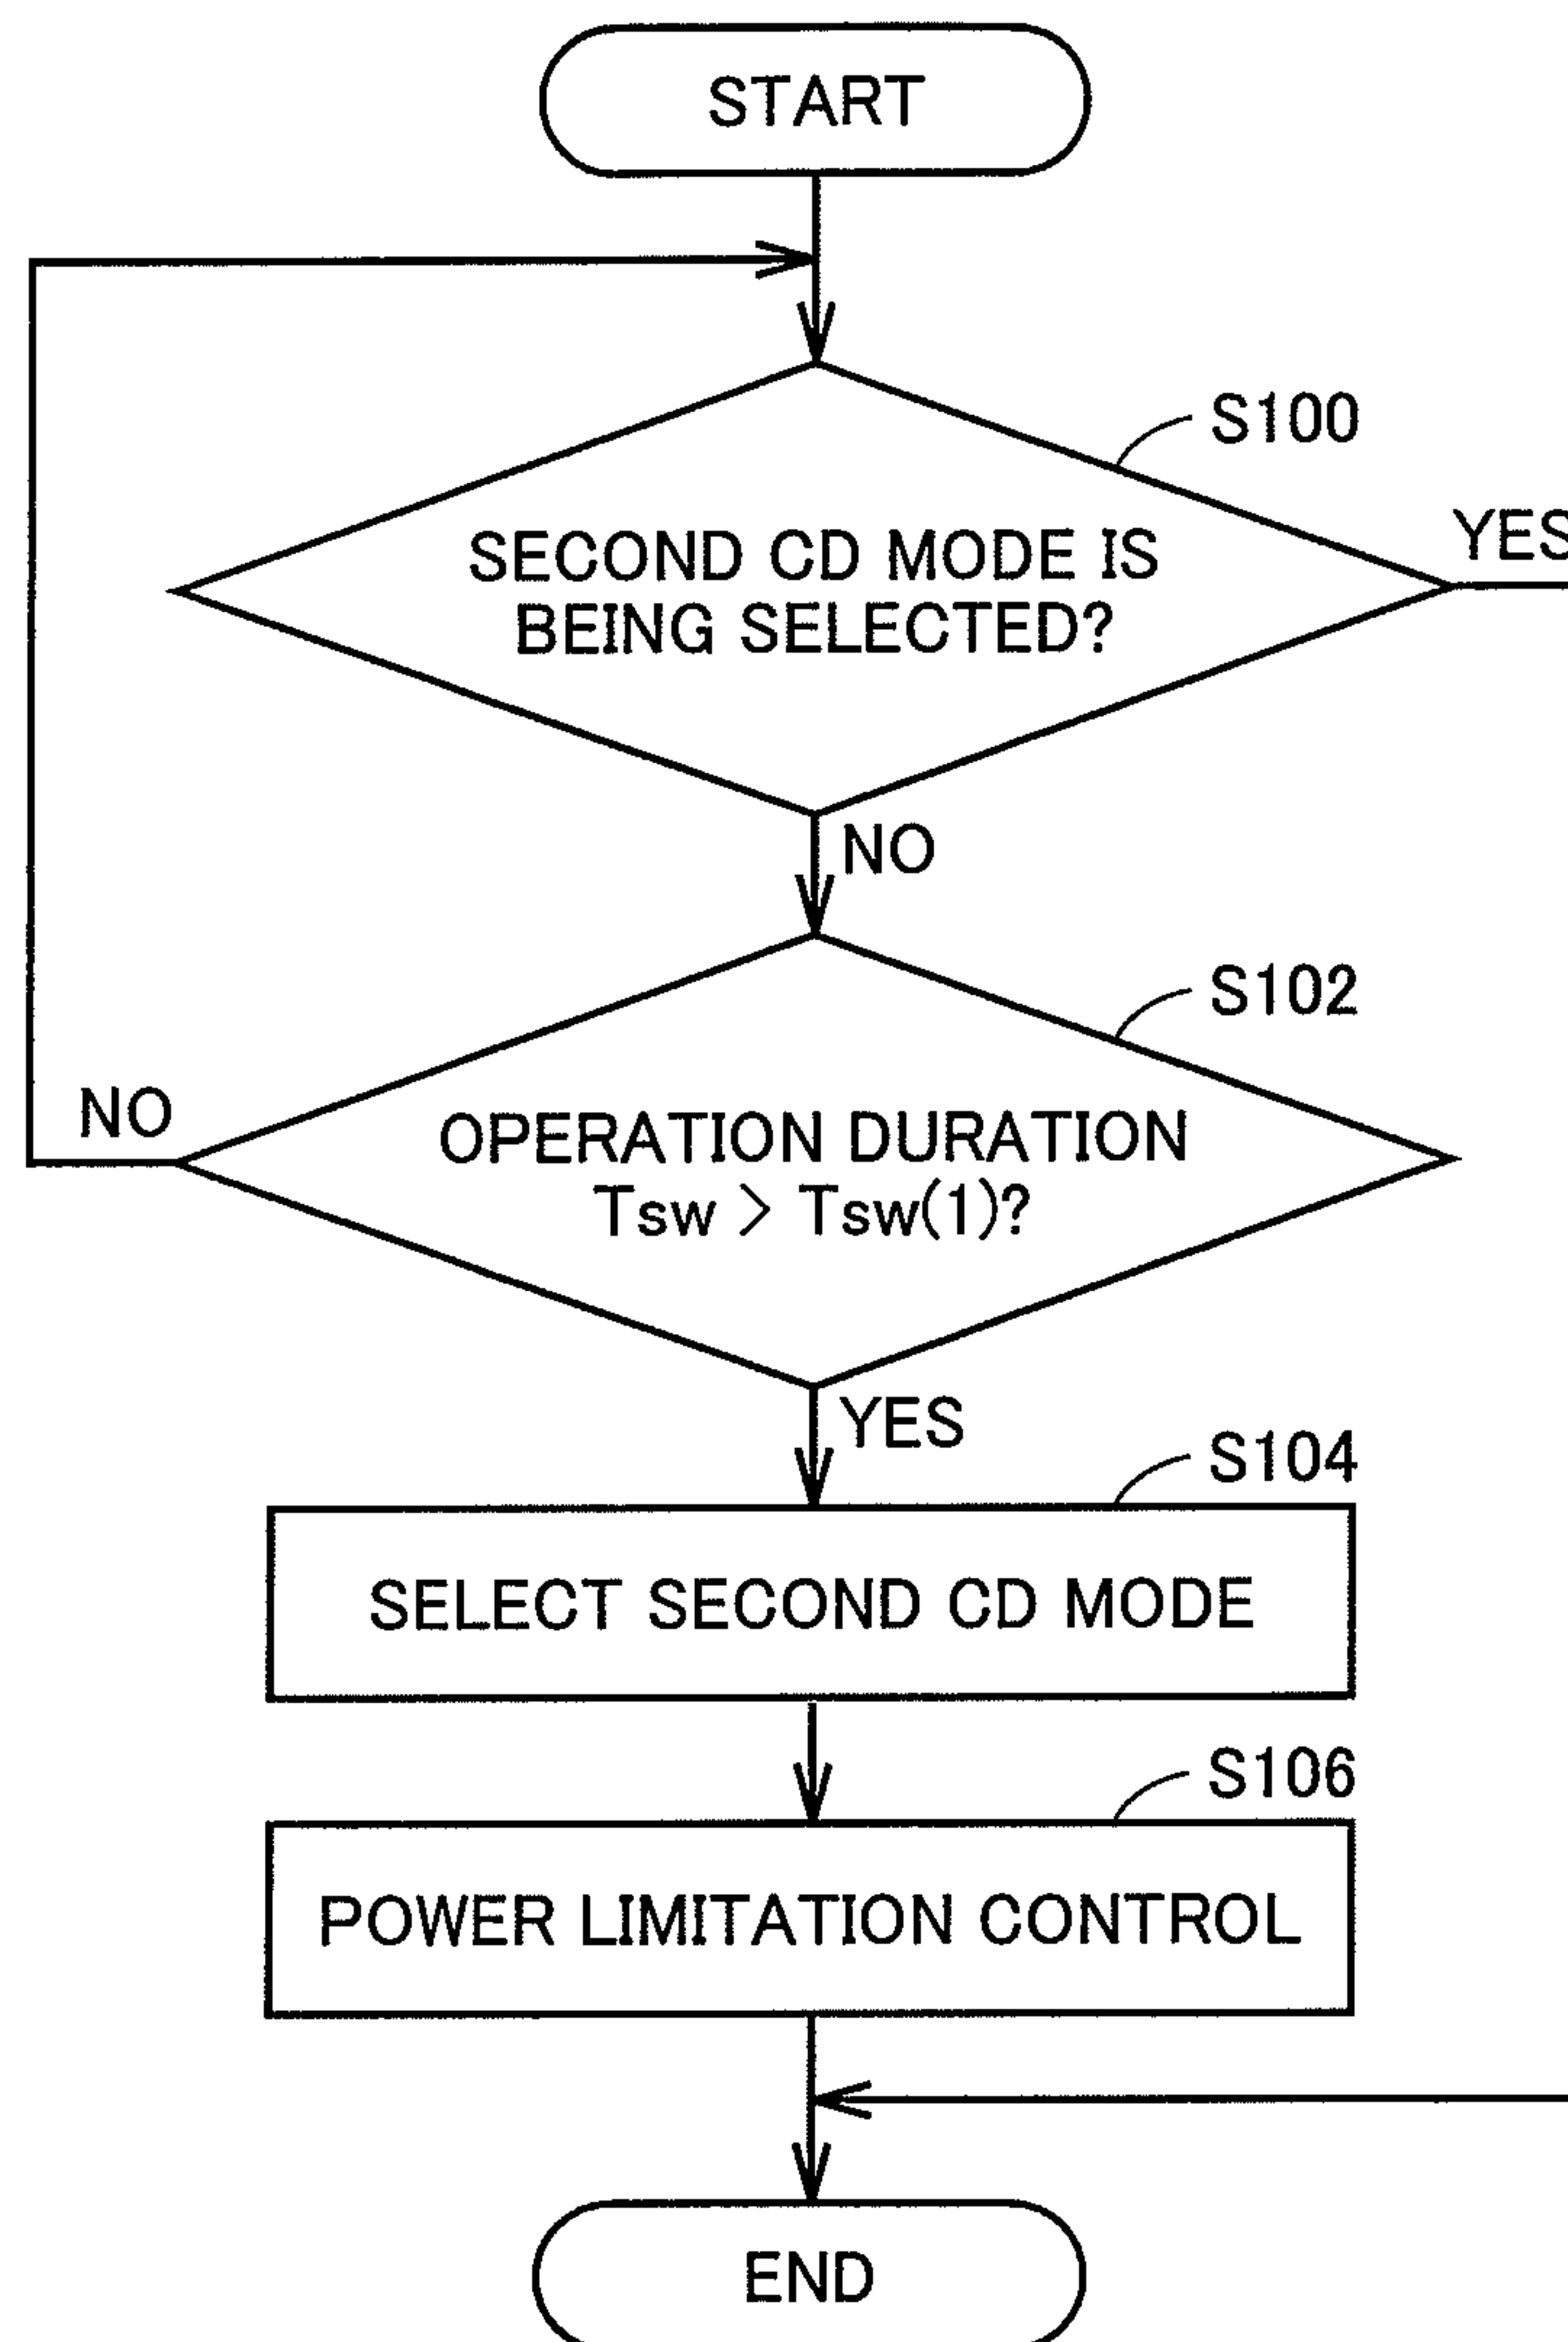 START
S100
SECOND CD MODE IS
BEING SELECTED?
YES
NO
S102
OPERATION DURATION
Tsw > Tsw(1)?
NO
YES
S104
SELECT SECOND CD MODE
S106
POWER LIMITATION CONTROL
END